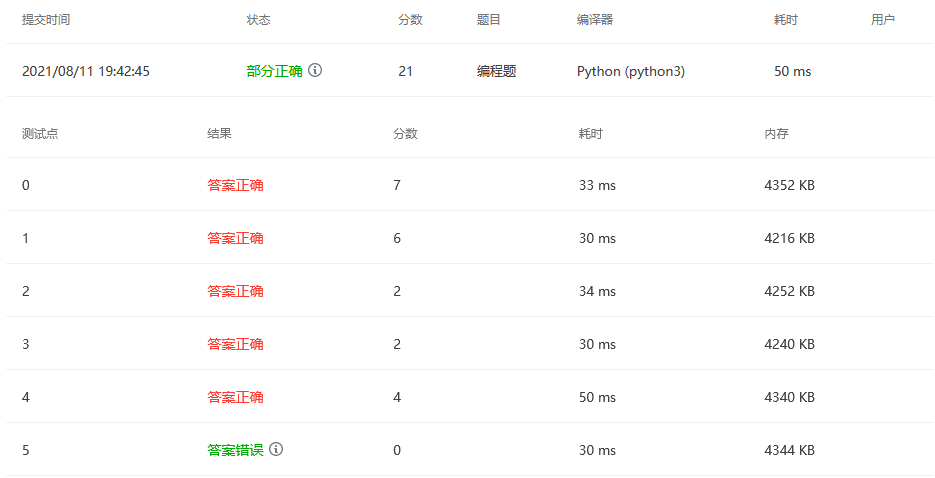 提交时间 状态 分数 题目 编译器 耗时 用户
2021/08/11 19:42:45 部分正确 21 编程题 Python (python3) 50 ms
测试点 结果 分数 耗时 内存
0 答案正确 7 33 ms 4352 KB
1 答案正确 6 30 ms 4216 KB
2 答案正确 2 34 ms 4252 KB
3 答案正确 2 30 ms 4240 KB
4 答案正确 4 50 ms 4340 KB
5 答案错误 0 30 ms 4344 KB